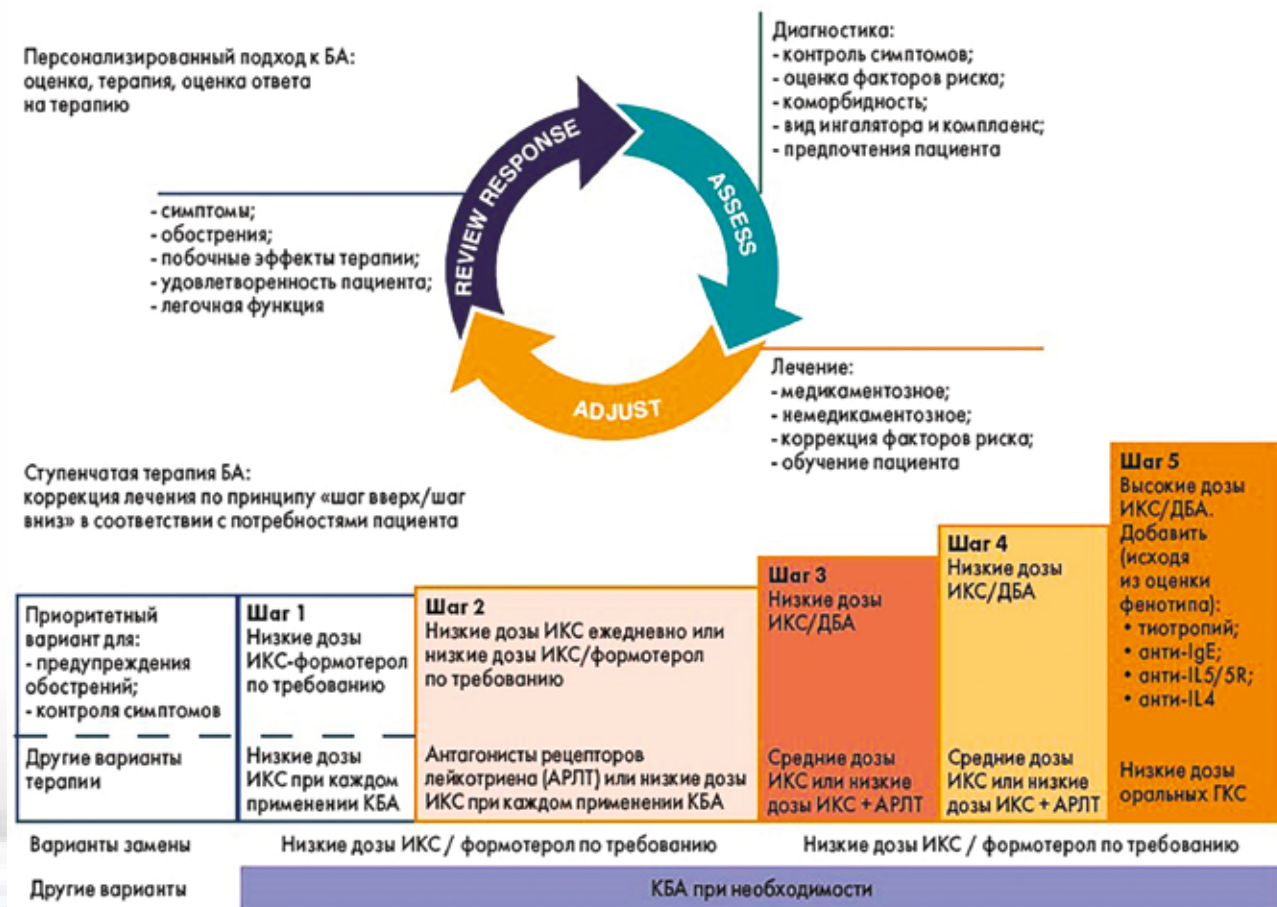 Персонализированный подход к БА:
оценка, терапия, оценка ответа
на терапию
Диагностика:
- контроль симптомов;
- оценка факторов риска;
- коморбидность;
- вид ингалятора и комплаенс;
- предпочтения пациента
REVIEW RESPONSE
ASSESS
ADJUST
- симптомы;
- обострения;
- побочные эффекты терапии;
- удовлетворенность пациента;
- легочная функция
Лечение:
- медикаментозное;
- немедикаментозное;
- коррекция факторов риска;
- обучение пациента
Ступенчатая терапия БА:
коррекция лечения по принципу «шаг вверх/шаг
вниз» в соответствии с потребностями пациента
Приоритетный
вариант для:
- предупреждения
обострений;
- контроля симптомов
Шаг 1
Низкие дозы
ИКС-формотерол
по требованию
Шаг 2
Низкие дозы ИКС ежедневно или
низкие дозы ИКС/формотерол
по требованию
Шаг 3
Низкие дозы
ИКС/ДБА
Шаг 4
Низкие дозы
ИКС/ДБА
Шаг 5
Высокие дозы
ИКС/ДБА.
Добавить
(исходя
из оценки
фенотипа):
• тиотропий;
• анти-IgE;
• анти-IL5/5R;
• анти-IL4
Другие варианты
терапии
Низкие дозы
ИКС при каждом
применении КБА
Антагонисты рецепторов
лейкотриена (АРЛТ) или низкие дозы
ИКС при каждом применении КБА
Средние дозы
ИКС или низкие
дозы ИКС + АРЛТ
Средние дозы
ИКС или низкие
дозы ИКС + АРЛТ
Низкие дозы
оральных ГКС
Варианты замены
Низкие дозы ИКС / формотерол по требованию
Низкие дозы ИКС / формотерол по требованию
Другие варианты
КБА при необходимости